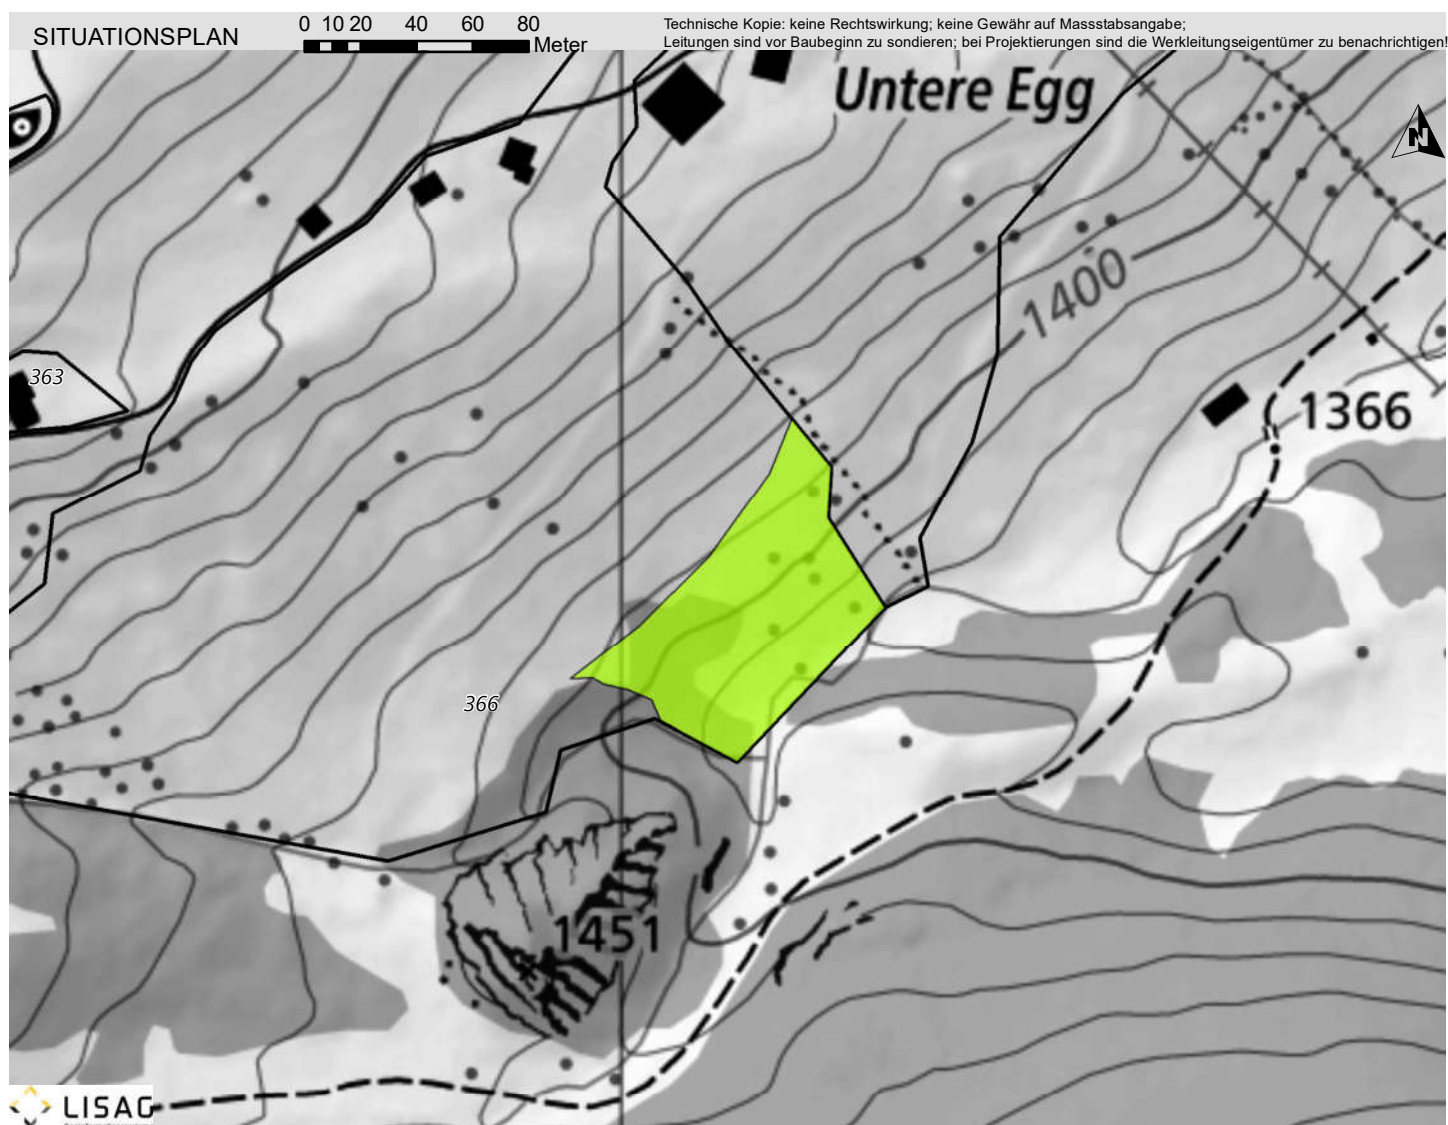 SITUATIONSPLAN
0 10 20 40 60 80
Meter
Technische Kopie: keine Rechtswirkung; keine Gewähr auf Massstabsangabe;
Leitungen sind vor Baubeginn zu sondieren; bei Projektierungen sind die Werkleitungseigentümer zu benachrichtigen!
Untere Egg
N
1400
363
1366
366
1451
LISAG